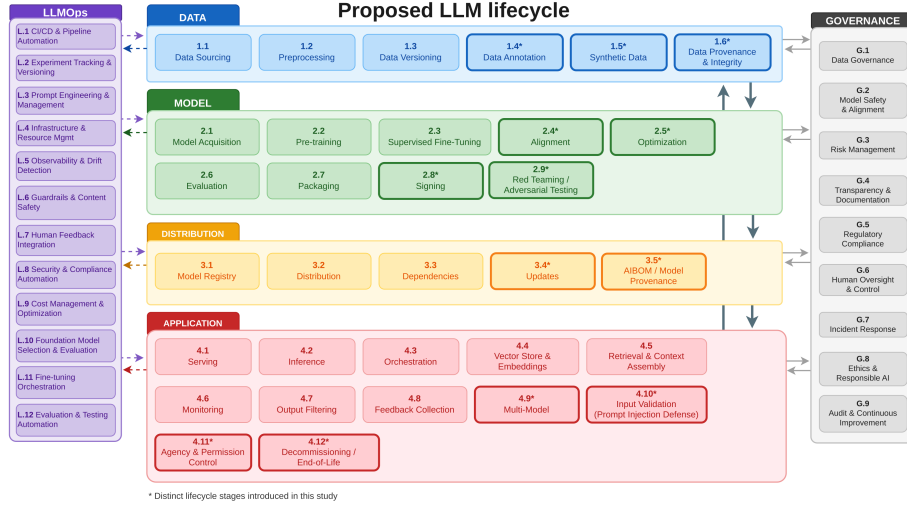 Proposed LLM lifecycle
LLMOps
L.1 CI/CD & Pipeline
Automation
L.2 Experiment Tracking &
Versioning
L.3 Prompt Engineering &
Management
L.4 Infrastructure &
Resource Mgmt
L.5 Observability & Drift
Detection
L.6 Guardrails & Content
Safety
L.7 Human Feedback
Integration
L.8 Security & Compliance
Automation
L.9 Cost Management &
Optimization
L.10 Foundation Model
Selection & Evaluation
L.11 Fine-tuning
Orchestration
L.12 Evaluation & Testing
Automation
DATA
1.1
Data Sourcing
1.2
Preprocessing
1.3
Data Versioning
1.4*
Data Annotation
1.5*
Synthetic Data
1.6*
Data Provenance
& Integrity
MODEL
2.1
Model Acquisition
2.2
Pre-training
2.3
Supervised Fine-Tuning
2.4*
Alignment
2.5*
Optimization
2.6
Evaluation
2.7
Packaging
2.8*
Signing
2.9*
Red Teaming /
Adversarial Testing
DISTRIBUTION
3.1
Model Registry
3.2
Distribution
3.3
Dependencies
3.4*
Updates
3.5*
AIBOM / Model
Provenance
APPLICATION
4.1
Serving
4.2
Inference
4.3
Orchestration
4.4
Vector Store &
Embeddings
4.5
Retrieval & Context
Assembly
4.6
Monitoring
4.7
Output Filtering
4.8
Feedback Collection
4.9*
Multi-Model
4.10*
Input Validation
(Prompt Injection Defense)
4.11*
Agency & Permission
Control
4.12*
Decommissioning /
End-of-Life
* Distinct lifecycle stages introduced in this study
GOVERNANCE
G.1
Data Governance
G.2
Model Safety
& Alignment
G.3
Risk Management
G.4
Transparency &
Documentation
G.5
Regulatory
Compliance
G.6
Human Oversight
& Control
G.7
Incident Response
G.8
Ethics &
Responsible AI
G.9
Audit & Continuous
Improvement